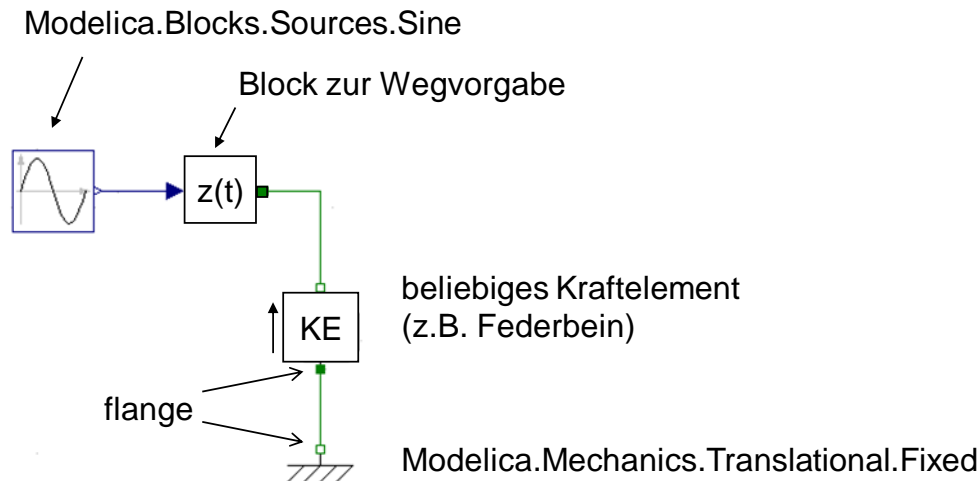 Modelica.Blocks.Sources.Sine
Block zur Wegvorgabe
z(t)
beliebiges Kraftelement
(z.B. Federbein)
KE
flange
Modelica.Mechanics.Translational.Fixed